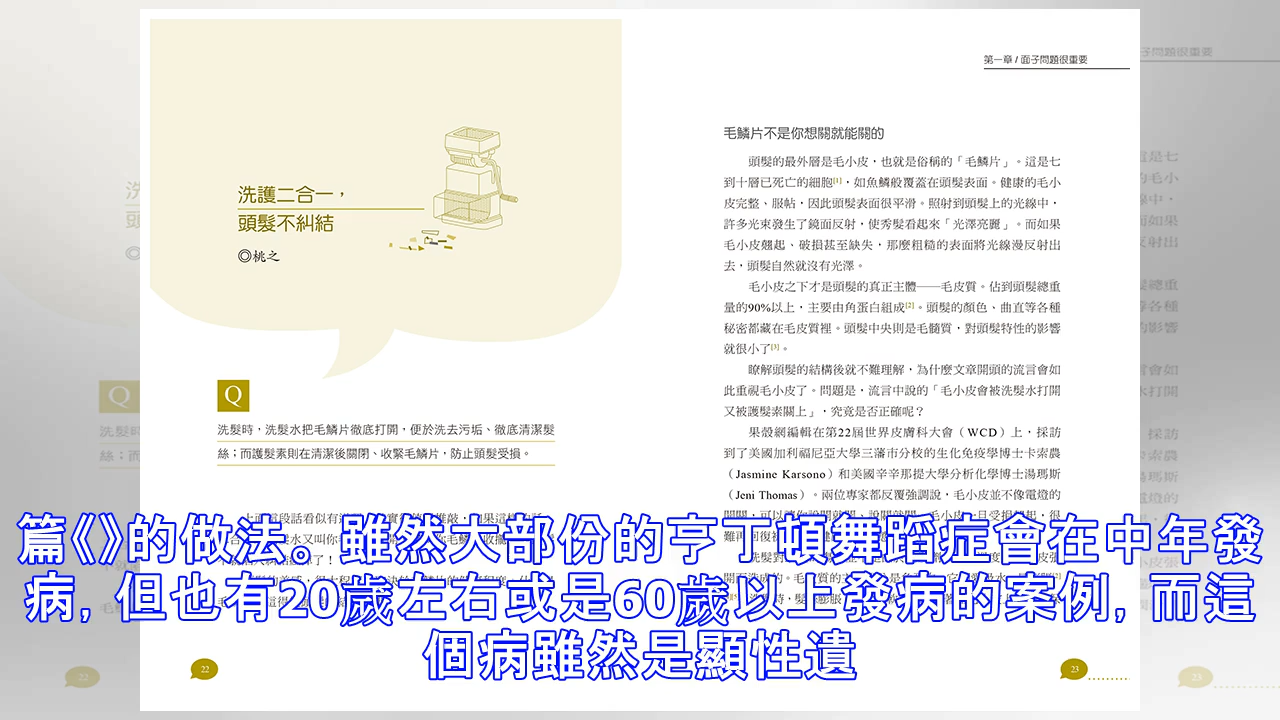 洗護二合一，
頭髮不糾結
◎桃之
Q
洗髮時，洗髮水把毛鱗片徹底打開，便於洗去污垢、徹底清潔髮
絲；而護髮素則在清潔後關閉、收緊毛鱗片，防止頭髮受損。
22
第一章 / 面子問題很重要
毛鱗片不是你想關就能關的
頭髮的最外層是毛小皮，也就是俗稱的「毛鱗片」。這是七
到十層已死亡的細胞[1]，如魚鱗般覆蓋在頭髮表面。健康的毛小
皮完整、服帖，因此頭髮表面很平滑。照射到頭髮上的光線中，
許多光束發生了鏡面反射，使秀髮看起來「光澤亮麗」。而如果
毛小皮翹起、破損甚至缺失，那麼粗糙的表面將光線漫反射出
去，頭髮自然就沒有光澤。
毛小皮之下才是頭髮的真正主體——毛皮質。佔到頭髮總重
量的90%以上，主要由角蛋白組成[2]。頭髮的顏色、曲直等各種
秘密都藏在毛皮質裡。頭髮中央則是毛髓質，對頭髮特性的影響
就很小了[3]。
瞭解頭髮的結構後就不難理解，為什麼文章開頭的流言會如
此重視毛小皮了。問題是，流言中說的「毛小皮會被洗髮水打開
又被護髮素關上」，究竟是否正確呢？
果殼網編輯在第22屆世界皮膚科大會（WCD）上，採訪
到了美國加利福尼亞大學三藩市分校的生化免疫學博士卡索農
（Jasmine Karsono）和美國辛辛那提大學分析化學博士湯瑪斯
（Jeni Thomas）。兩位專家都反覆強調說，毛小皮並不像電燈的
23
篇《》的做法。雖然大部份的亨丁頓舞蹈症會在中年發
病, 但也有20歲左右或是60歲以上發病的案例, 而這
個病雖然是顯性遺